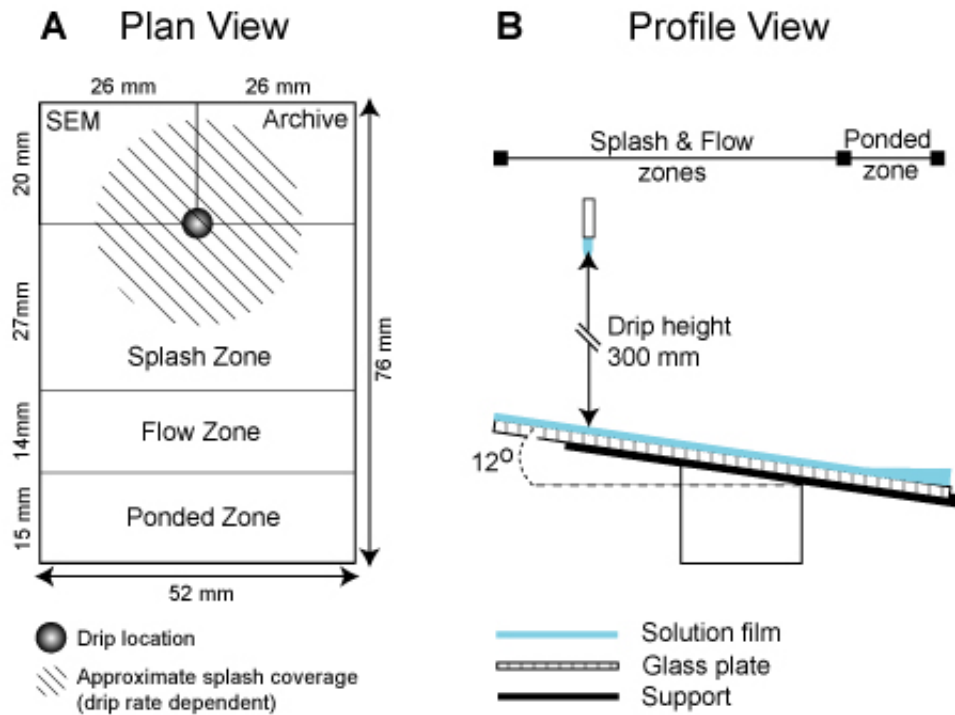 A Plan View
26 mm 26 mm
SEM Archive
20 mm
27mm
Splash Zone
76 mm
14mm
Flow Zone
15 mm
Ponded Zone
52 mm
Drip location
Approximate splash coverage
(drip rate dependent)
B Profile View
Splash & Flow
zones
Ponded
zone
Drip height
300 mm
12°
Solution film
Glass plate
Support